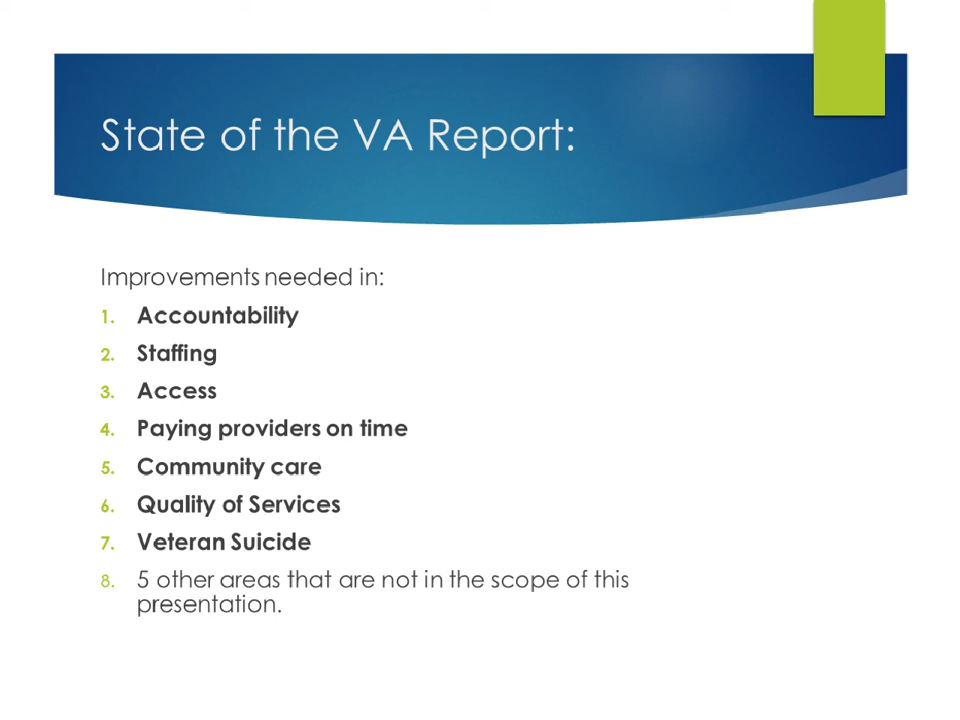 State of the VA Report:
Improvements needed in:
1. Accountability
2. Staffing
3. Access
4. Paying providers on time
5. Community care
6. Quality of Services
7. Veteran Suicide
8. 5 other areas that are not in the scope of this
presentation.